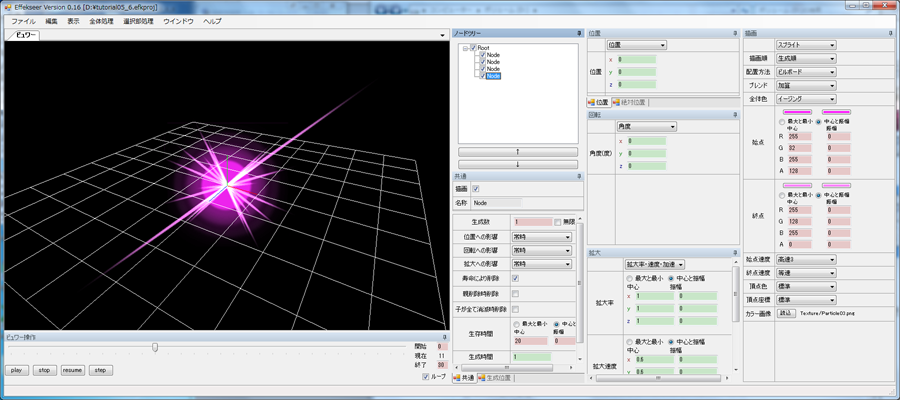 Effekseer Version 0.16 [D:¥tutorial05_6.efkproj]
ファイル 編集 表示 全体処理 選択部処理 ウインドウ ヘルプ
ビュワー
ビュワー操作
開始 0
現在 11
終了 30
ループ
play stop resume step
ノードツリー
Root
Node
Node
Node
Node
↑
↓
共通
描画
名称 Node
生成数 1 無限
位置への影響 常時
回転への影響 常時
拡大への影響 常時
寿命により削除
親削除時削除
子が全て消滅時削除
生存時間
最大と最小 中心と
中心 振幅
20 0
生成時間 1
共通 生成位置
位置
位置
位置
x 0
y 0
z 0
位置 絶対位置
回転
角度
角度(度)
x 0
y 0
z 0
拡大
拡大率・速度・加速
拡大率
最大と最小 中心と振幅
中心 振幅
x 1 0
y 1 0
z 1 0
拡大速度
最大と最小 中心と振幅
中心 振幅
x 0.6 0
y 0.6 0
描画
スプライト
描画順 生成順
配置方法 ビルボード
ブレンド 加算
全体色 イージング
始点
最大と最小 中心と振幅
中心 振幅
R 255 0
G 32 0
B 255 0
A 128 0
終点
最大と最小 中心と振幅
中心 振幅
R 255 0
G 128 0
B 255 0
A 0 0
始点速度 高速3
終点速度 等速
頂点色 標準
頂点座標 標準
カラー画像 読込 Texture/Particle03.png